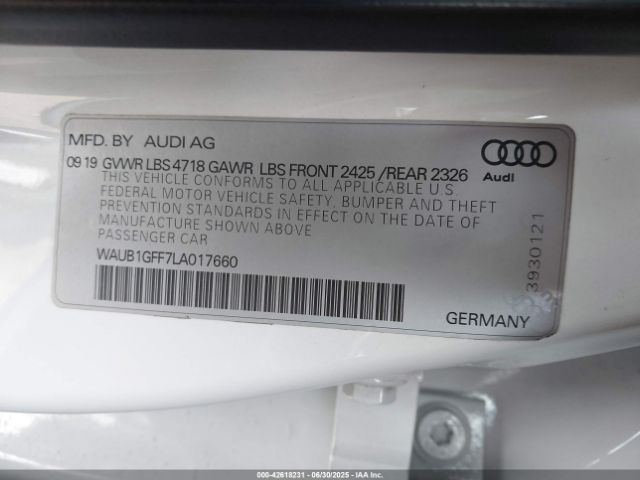 MFD. BY AUDI AG
09 19 GVWR LBS 4718 GAWR LBS FRONT 2425 / REAR 2326
THIS VEHICLE CONFORMS TO ALL APPLICABLE U.S.
FEDERAL MOTOR VEHICLE SAFETY, BUMPER AND THEFT
PREVENTION STANDARDS IN EFFECT ON THE DATE OF
MANUFACTURE SHOWN ABOVE
PASSENGER CAR
WAUB1GFF7LA017660
Audi
3930121
GERMANY
000-42618231 - 06/30/2025 - IAA Inc.